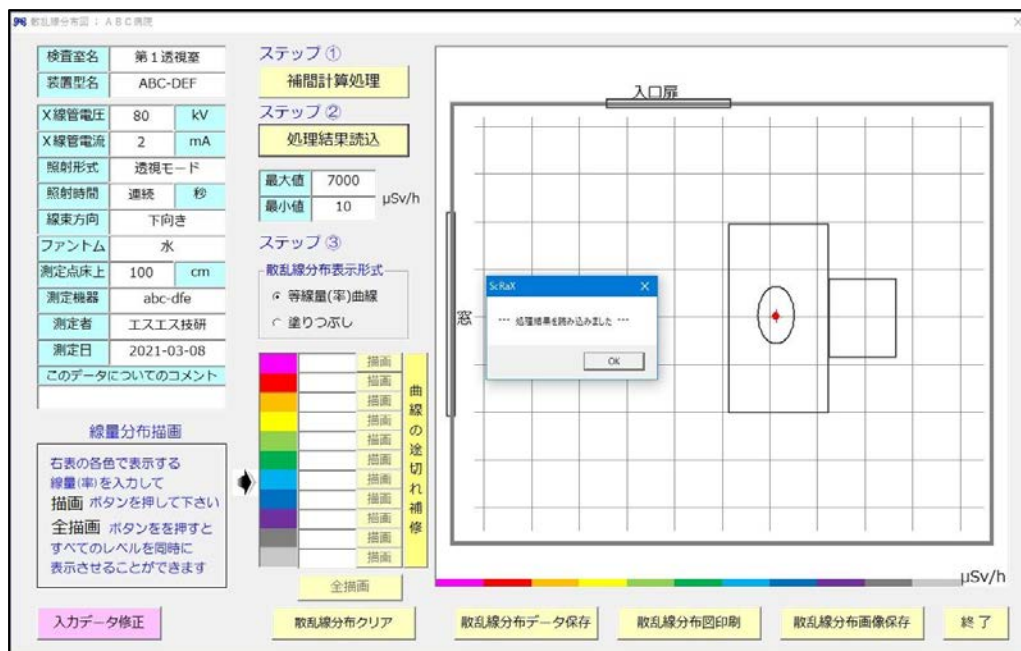 散乱線分布図 : ABC病院
検査室名 第1透視室
装置型名 ABC-DEF
X線管電圧 80 kV
X線管電流 2 mA
照射形式 透視モード
照射時間 連続 秒
線束方向 下向き
ファントム 水
測定点床上 100 cm
測定機器 abc-dfe
測定者 エスエス技研
測定日 2021-03-08
このデータについてのコメント
線量分布描画
右表の各色で表示する
線量(率)を入力して
描画 ボタンを押して下さい
全描画 ボタンをを押すと
すべてのレベルを同時に
表示させることができます
入力データ修正
ステップ ①
補間計算処理
ステップ ②
処理結果読込
最大値 7000
最小値 10
μSv/h
ステップ ③
散乱線分布表示形式
等線量(率)曲線
塗りつぶし
描画
描画
描画
描画
描画
描画
描画
描画
描画
描画
描画
曲線の途切れ補修
全描画
散乱線分布クリア
入口扉
窓
ScRaX
--- 処理結果を読み込みました ---
OK
μSv/h
散乱線分布データ保存
散乱線分布図印刷
散乱線分布画像保存
終了